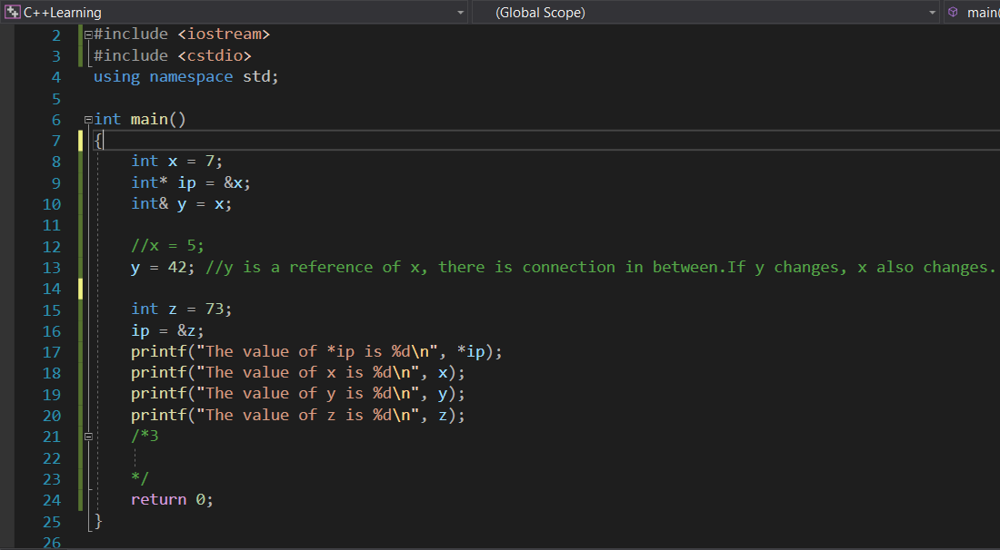 C++Learning (Global Scope) main(
2 #include <iostream>
3 #include <cstdio>
4 using namespace std;
5
6 int main()
7 {
8 int x = 7;
9 int* ip = &x;
10 int& y = x;
11
12 //x = 5;
13 y = 42; //y is a reference of x, there is connection in between.If y changes, x also changes.
14
15 int z = 73;
16 ip = &z;
17 printf("The value of *ip is %d\n", *ip);
18 printf("The value of x is %d\n", x);
19 printf("The value of y is %d\n", y);
20 printf("The value of z is %d\n", z);
21 /*3
22
23 */
24 return 0;
25 }
26